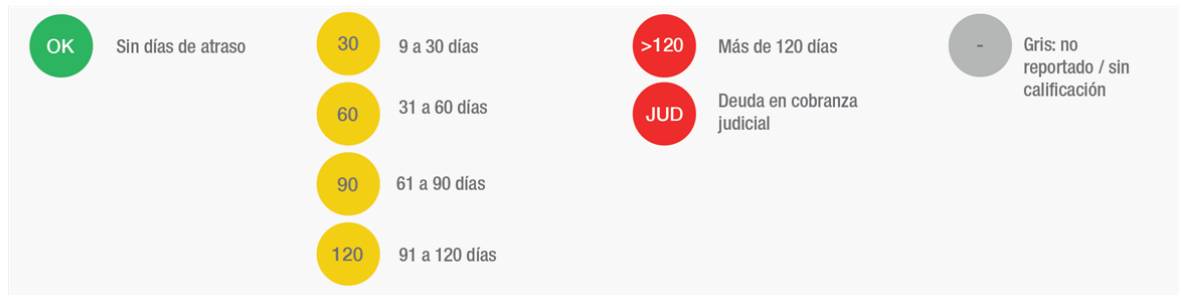 OK
Sin días de atraso
30
9 a 30 días
60
31 a 60 días
90
61 a 90 días
120
91 a 120 días
>120
Más de 120 días
JUD
Deuda en cobranza
judicial
-
Gris: no
reportado / sin
calificación